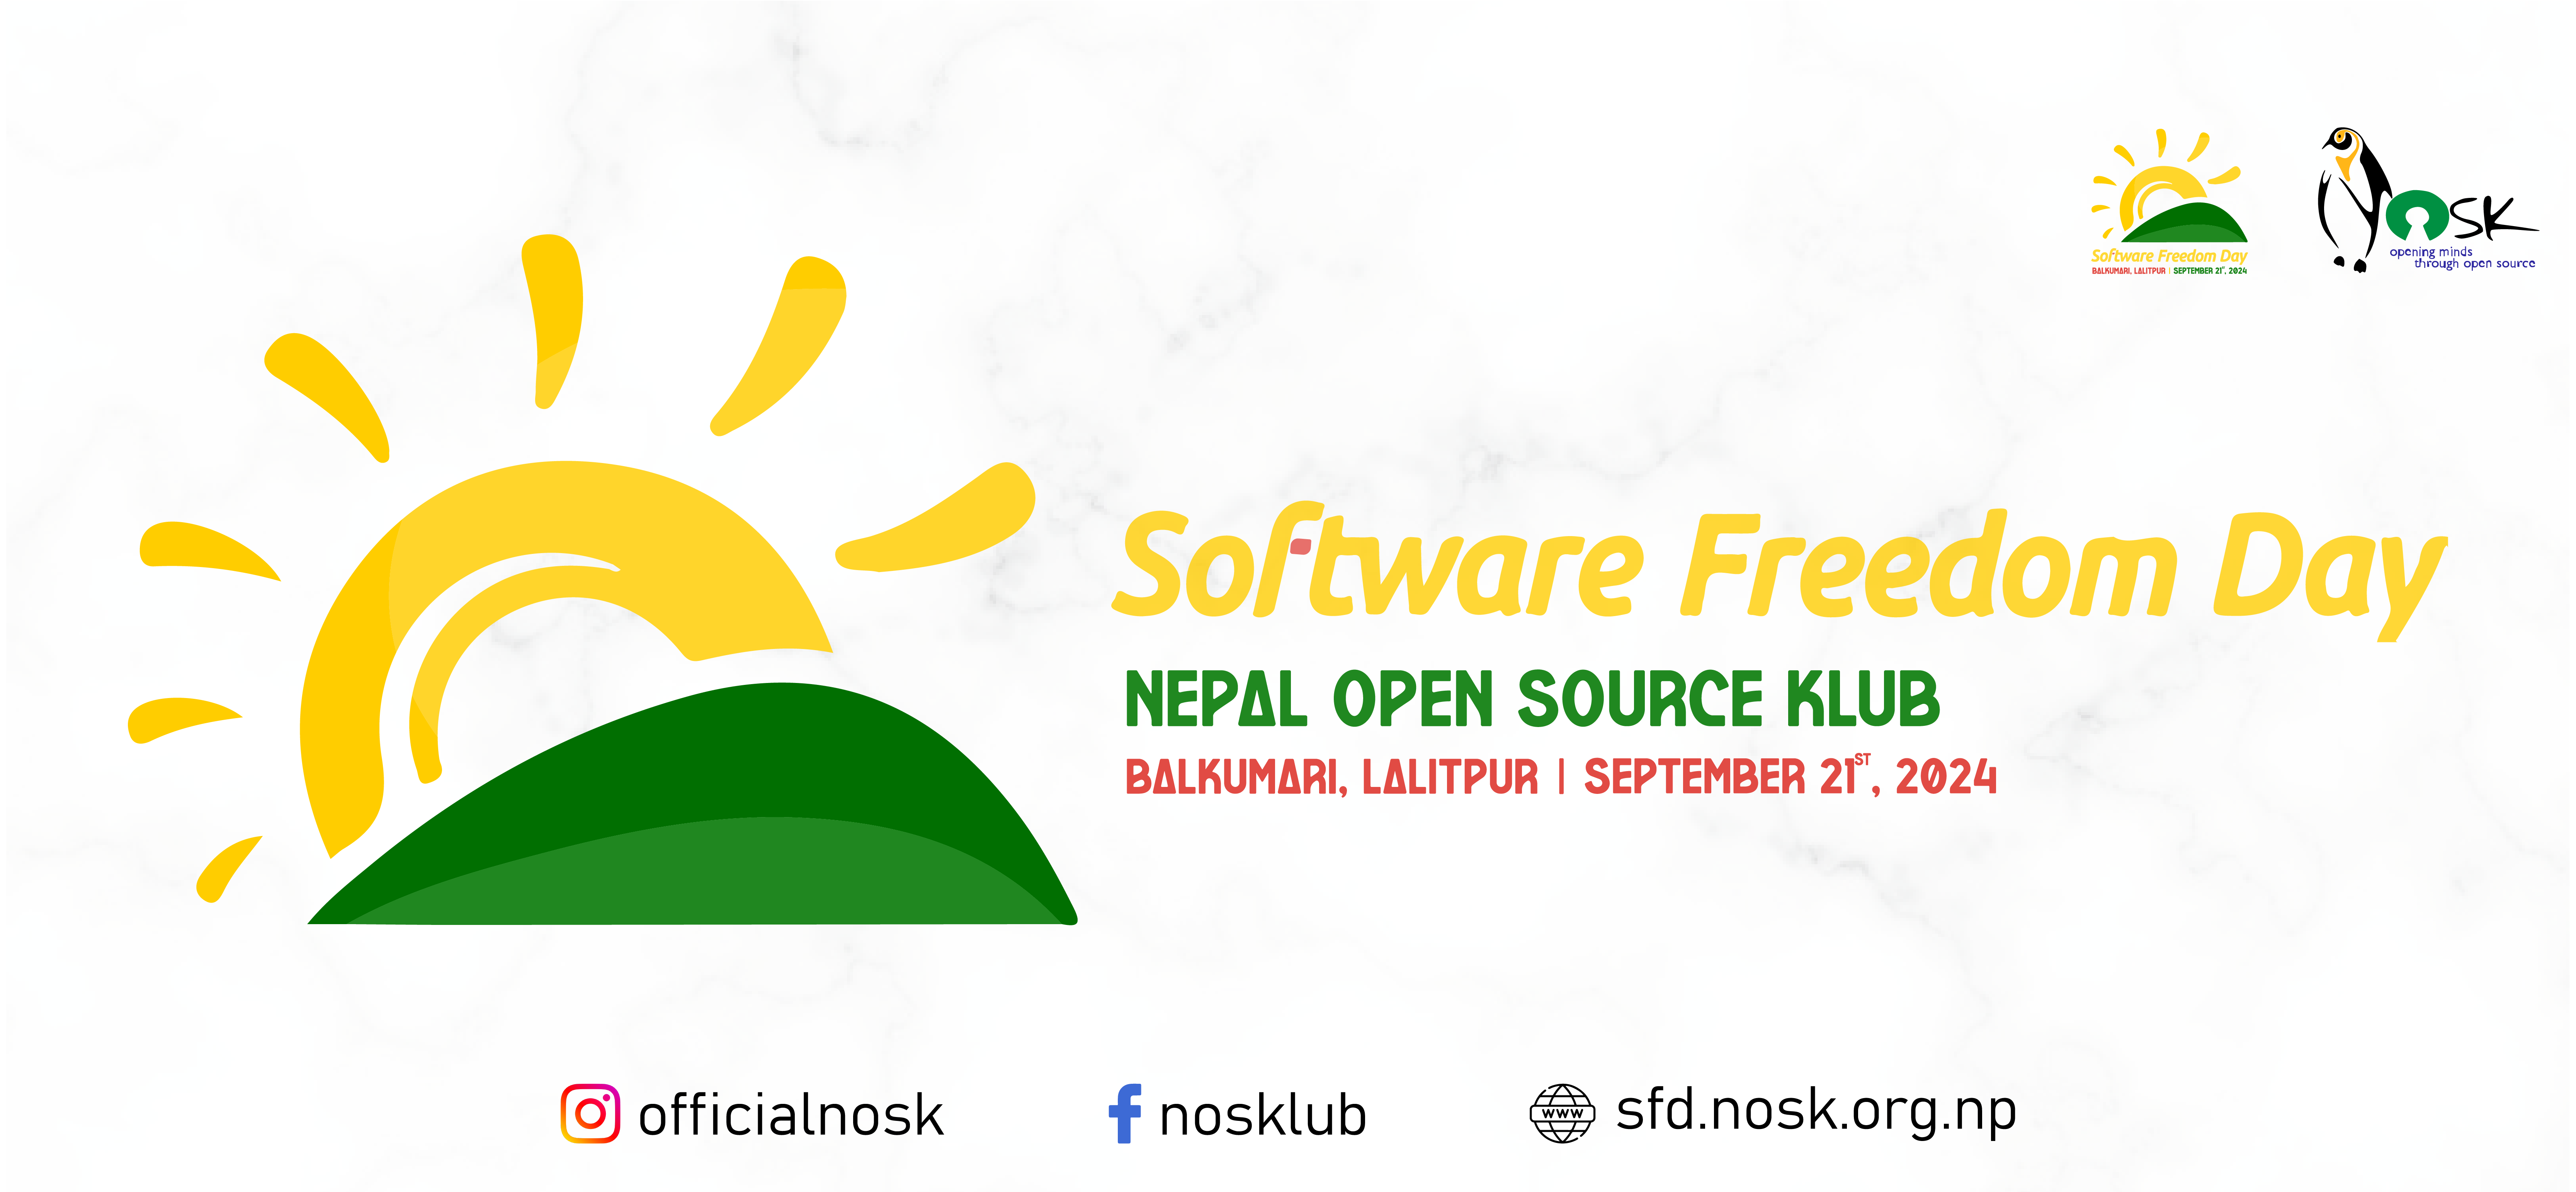 Software Freedom Day
BALKUMARI, LALITPUR | SEPTEMBER 21ST, 2024
NOSK
opening minds
through open source
Software Freedom Day
NEPAL OPEN SOURCE KLUB
BALKUMARI, LALITPUR | SEPTEMBER 21ST, 2024
officialnosk
nosklub
WWW
sfd.nosk.org.np